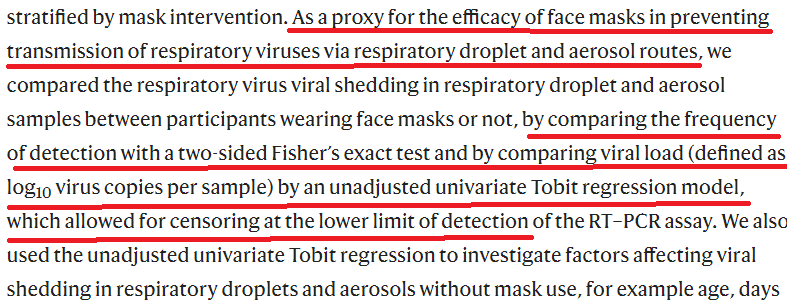 stratified by mask intervention. As a proxy for the efficacy of face masks in preventing
transmission of respiratory viruses via respiratory droplet and aerosol routes, we
compared the respiratory virus viral shedding in respiratory droplet and aerosol
samples between participants wearing face masks or not, by comparing the frequency
of detection with a two-sided Fisher's exact test and by comparing viral load (defined as
log10 virus copies per sample) by an unadjusted univariate Tobit regression model,
which allowed for censoring at the lower limit of detection of the RT–PCR assay. We also
used the unadjusted univariate Tobit regression to investigate factors affecting viral
shedding in respiratory droplets and aerosols without mask use, for example age, days